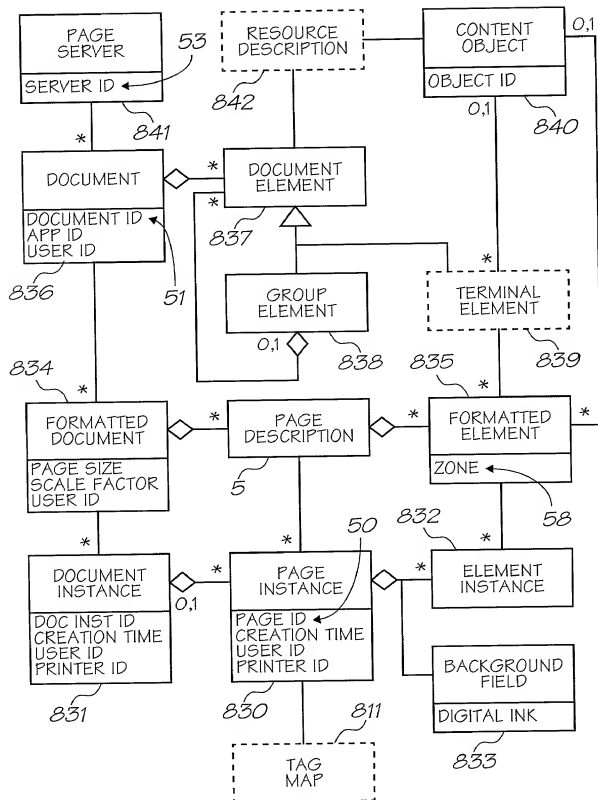 PAGE
SERVER
SERVER ID
53
841
*
RESOURCE
DESCRIPTION
842
CONTENT
OBJECT
OBJECT ID
0,1
0,1
840
DOCUMENT
DOCUMENT ID
APP ID
USER ID
836
51
*
*
DOCUMENT
ELEMENT
837
GROUP
ELEMENT
0,1
838
*
TERMINAL
ELEMENT
839
834
*
FORMATTED
DOCUMENT
PAGE SIZE
SCALE FACTOR
USER ID
*
PAGE
DESCRIPTION
5
835
*
*
FORMATTED
ELEMENT
*
ZONE
58
*
DOCUMENT
INSTANCE
DOC INST ID
CREATION TIME
USER ID
PRINTER ID
831
*
0,1
*
50
PAGE
INSTANCE
PAGE ID
CREATION TIME
USER ID
PRINTER ID
830
832
*
*
ELEMENT
INSTANCE
BACKGROUND
FIELD
DIGITAL INK
833
811
TAG
MAP